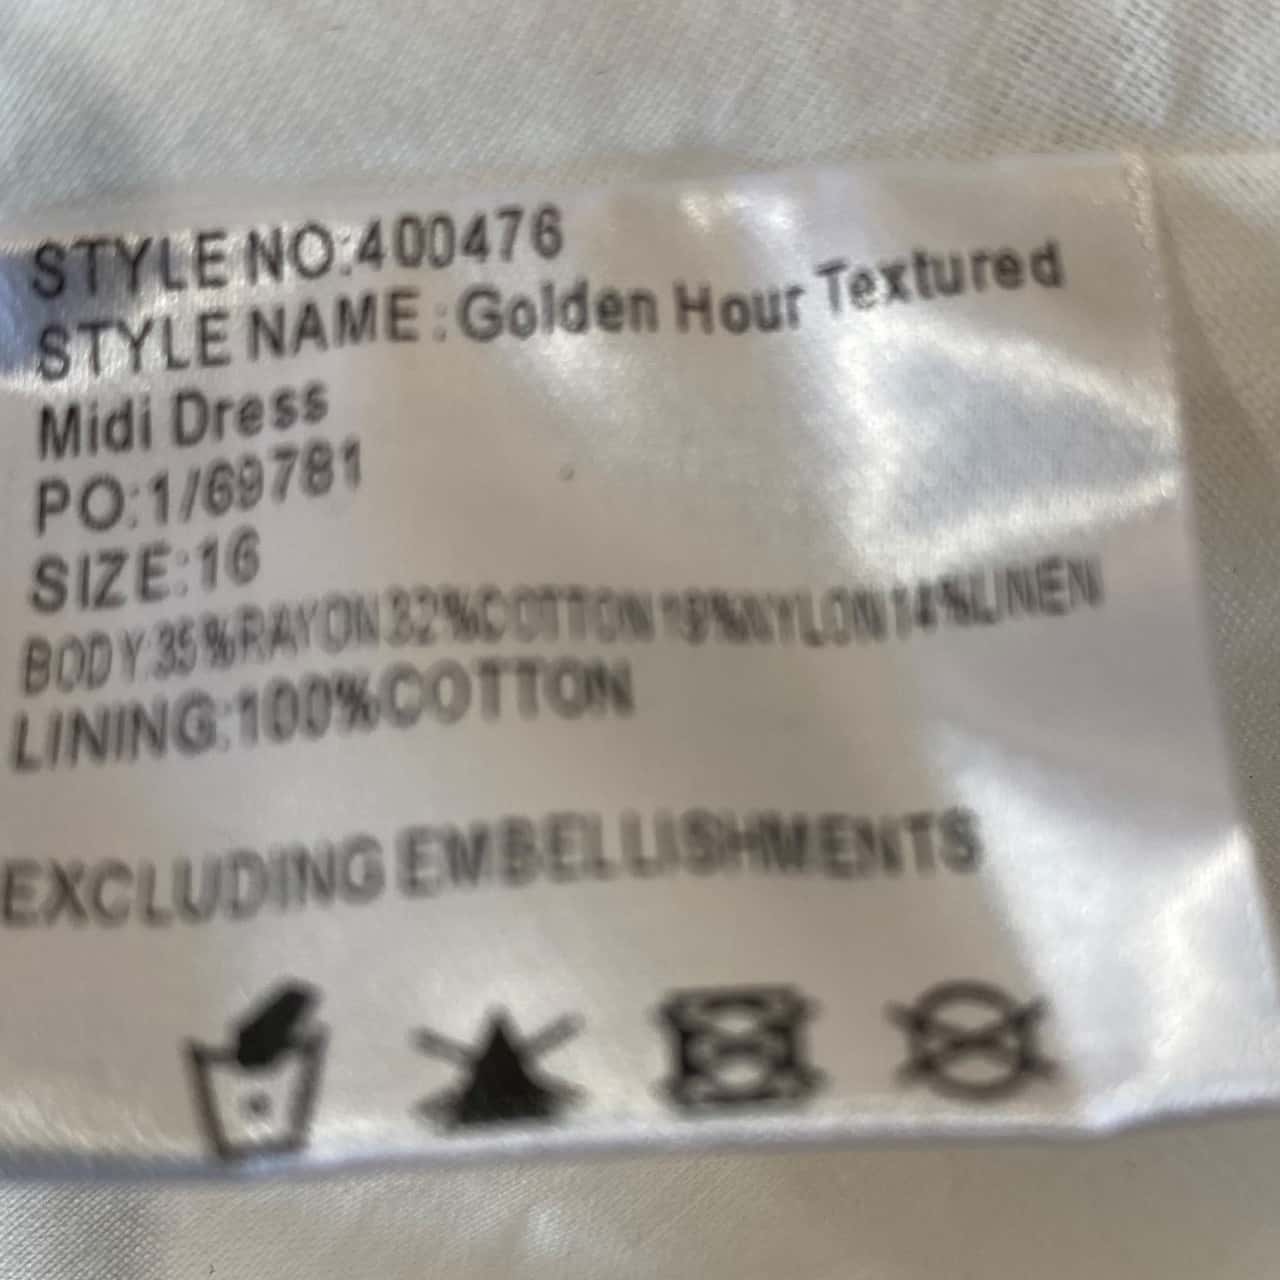 STYLE NO:400476
STYLE NAME:Golden Hour Textured
Midi Dress
PO:1/69781
SIZE:16
BODY:35%RAYON 32%COTTON 19%NYLON 14%LINEN
LINING:100%COTTON
EXCLUDING EMBELLISHMENTS